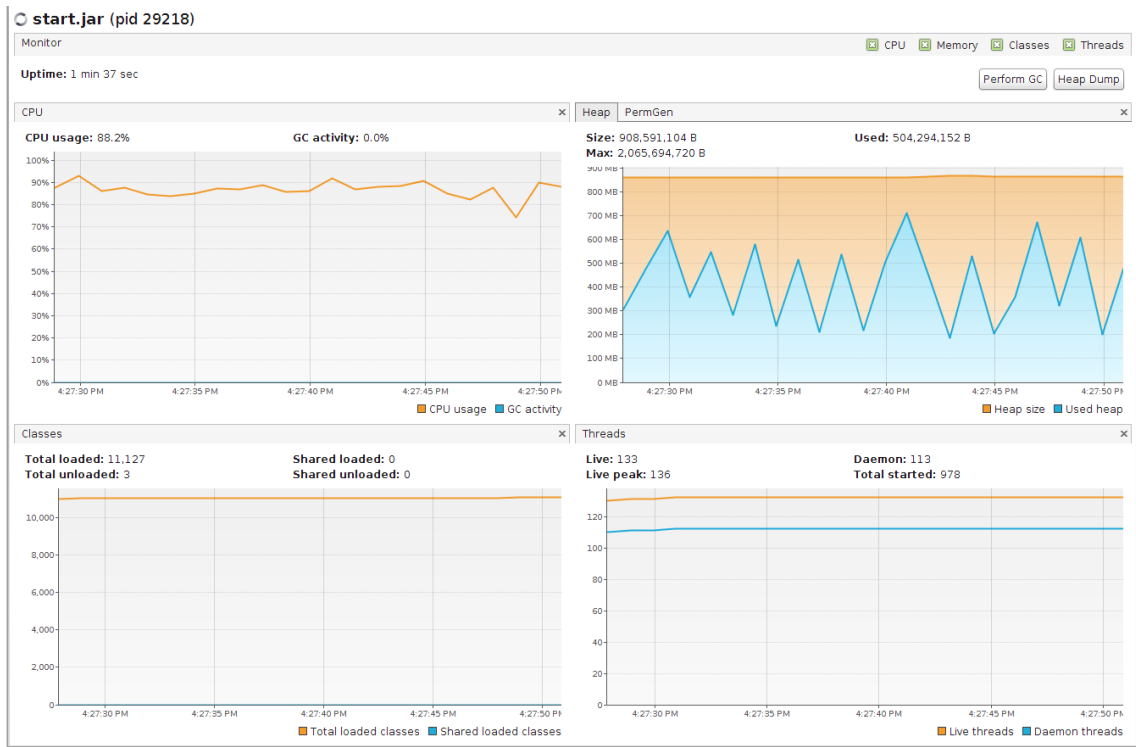 start.jar (pid 29218)
Monitor
CPU Memory Classes Threads
Uptime: 1 min 37 sec
Perform GC Heap Dump
CPU
CPU usage: 88.2% GC activity: 0.0%
100%
90%
80%
70%
60%
50%
40%
30%
20%
10%
0%
4:27:30 PM 4:27:35 PM 4:27:40 PM 4:27:45 PM 4:27:50 PM
CPU usage GC activity
Heap PermGen
Size: 908,591,104 B Used: 504,294,152 B
Max: 2,065,694,720 B
900 MB
800 MB
700 MB
600 MB
500 MB
400 MB
300 MB
200 MB
100 MB
0 MB
4:27:30 PM 4:27:35 PM 4:27:40 PM 4:27:45 PM 4:27:50 PM
Heap size Used heap
Classes
Total loaded: 11,127 Shared loaded: 0
Total unloaded: 3 Shared unloaded: 0
10,000
8,000
6,000
4,000
2,000
0
4:27:30 PM 4:27:35 PM 4:27:40 PM 4:27:45 PM 4:27:50 PM
Total loaded classes Shared loaded classes
Threads
Live: 133 Daemon: 113
Live peak: 136 Total started: 978
120
100
80
60
40
20
0
4:27:30 PM 4:27:35 PM 4:27:40 PM 4:27:45 PM 4:27:50 PM
Live threads Daemon threads